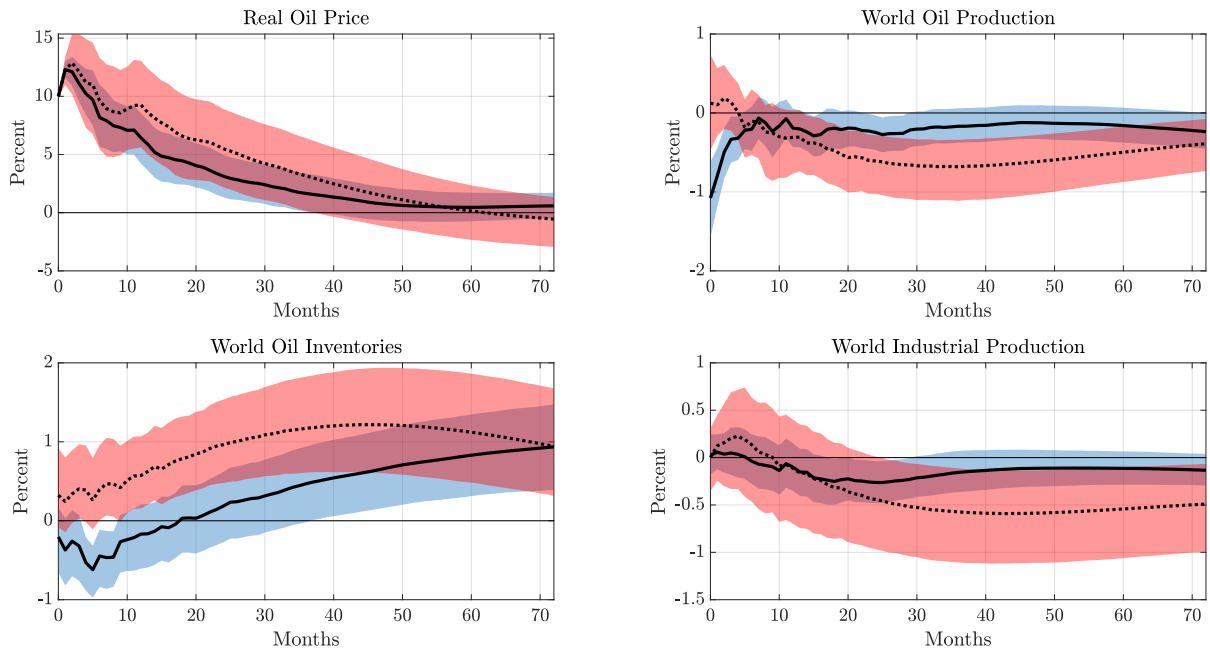 Real Oil Price
15
10
5
0
-5
Percent
0 10 20 30 40 50 60 70
Months
World Oil Production
1
0
-1
-2
Percent
0 10 20 30 40 50 60 70
Months
World Oil Inventories
2
1
0
-1
Percent
0 10 20 30 40 50 60 70
Months
World Industrial Production
1
0.5
0
-0.5
-1
-1.5
Percent
0 10 20 30 40 50 60 70
Months